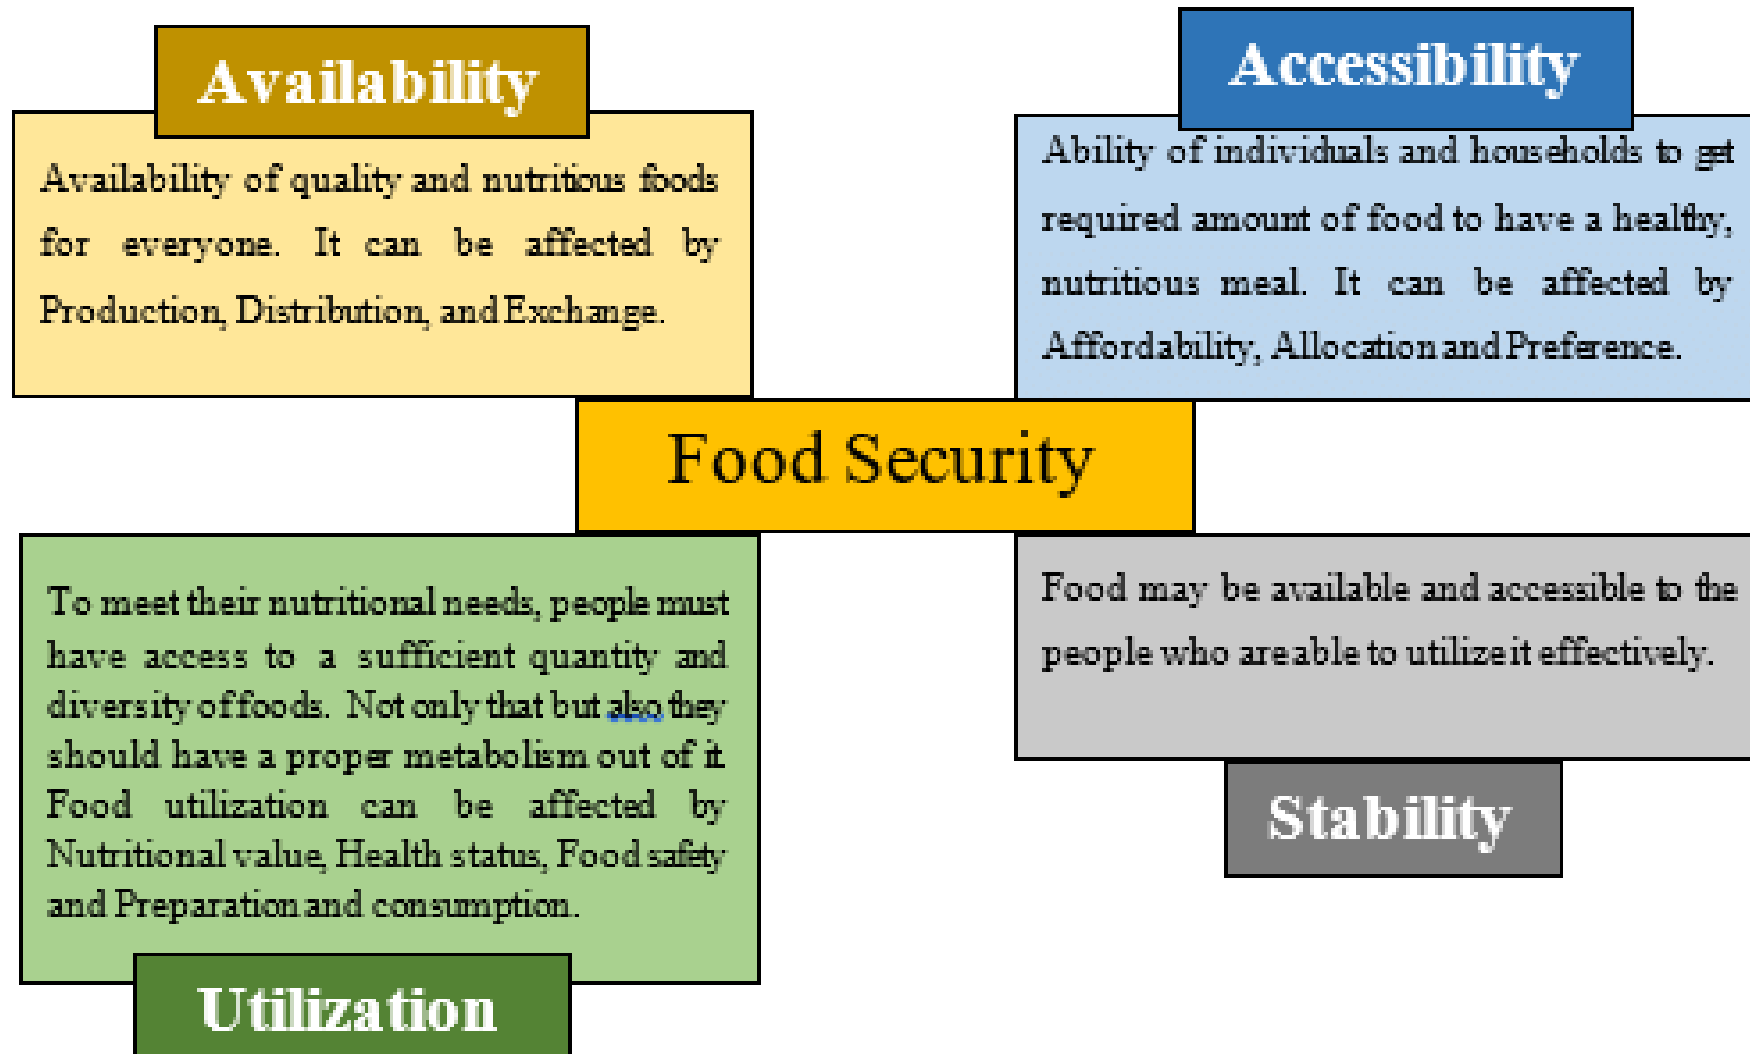 Availability
Availability of quality and nutritious foods
for everyone. It can be affected by
Production, Distribution, and Exchange.
Accessibility
Ability of individuals and households to get
required amount of food to have a healthy,
nutritious meal. It can be affected by
Affordability, Allocation and Preference.
Food Security
To meet their nutritional needs, people must
have access to a sufficient quantity and
diversity of foods. Not only that but also they
should have a proper metabolism out of it.
Food utilization can be affected by
Nutritional value, Health status, Food safety
and Preparation and consumption.
Utilization
Food may be available and accessible to the
people who are able to utilize it effectively.
Stability